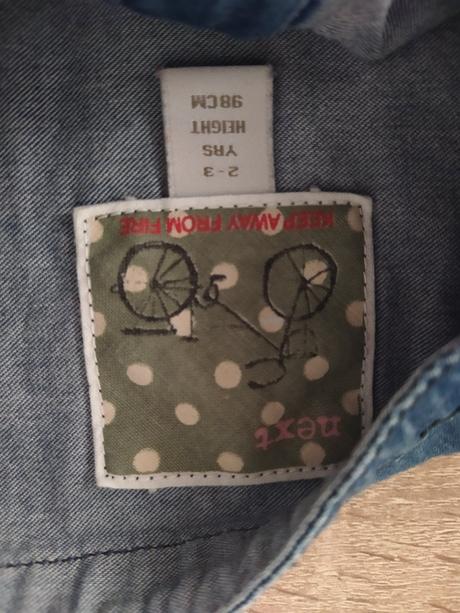 next
KEEP AWAY FROM FIRE
2-3
YRS
HEIGHT
98CM